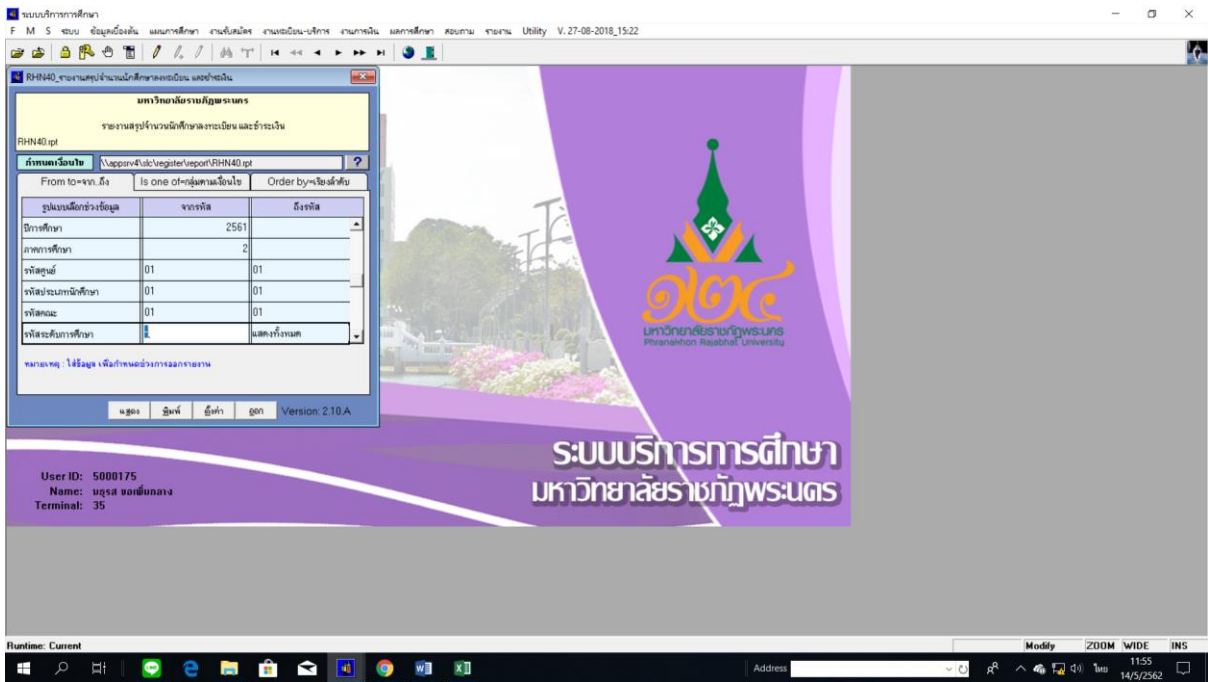 ระบบบริการการศึกษา
F M S ระบบ ข้อมูลเบื้องต้น แผนการศึกษา งานรับสมัคร งานทะเบียน-บริการ งานการเงิน ผลการศึกษา สอบถาม รายงาน Utility V. 27-08-2018_15:22
RHN40_รายงานสรุปจำนวนนักศึกษาลงทะเบียน และชำระเงิน
มหาวิทยาลัยราชภัฏพระนคร
รายงานสรุปจำนวนนักศึกษาลงทะเบียน และชำระเงิน
RHN40.rpt
กำหนดเงื่อนไข \\appsrv4\slc\register\report\RHN40.rpt ?
From to=จาก..ถึง Is one of=กลุ่มตามเงื่อนไข Order by=เรียงลำดับ
รูปแบบเลือกช่วงข้อมูล จากรหัส ถึงรหัส
ปีการศึกษา 2561
ภาคการศึกษา 2
รหัสศูนย์ 01 01
รหัสประเภทนักศึกษา 01 01
รหัสคณะ 01 01
รหัสระดับการศึกษา แสดงทั้งหมด
หมายเหตุ : ใส่ข้อมูล เพื่อกำหนดช่วงการออกรายงาน
แสดง พิมพ์ ตั้งค่า ออก Version: 2.10.A
๑๒๔
มหาวิทยาลัยราชภัฏพระนคร
Phranakhon Rajabhat University
ระบบบริการการศึกษา
มหาวิทยาลัยราชภัฏพระนคร
User ID: 5000175
Name: มธุรส
Terminal: 35
Runtime: Current Modify ZOOM WIDE INS
Address ไทย 11:55
14/5/2562